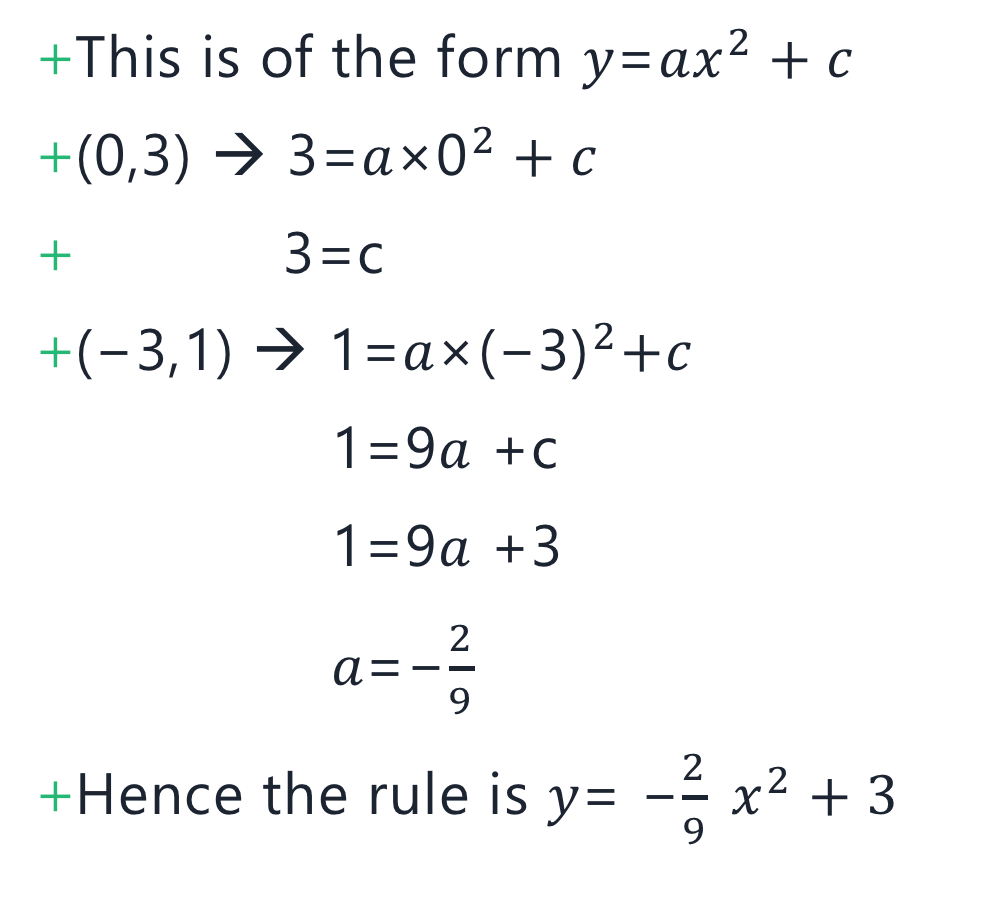 +This is of the form y=ax² + c
+(0,3) → 3=a×0² + c
+ 3=c
+(−3,1) → 1=a×(−3)²+c
1=9a +c
1=9a +3
a=−2/9
+Hence the rule is y= −2/9 x² + 3